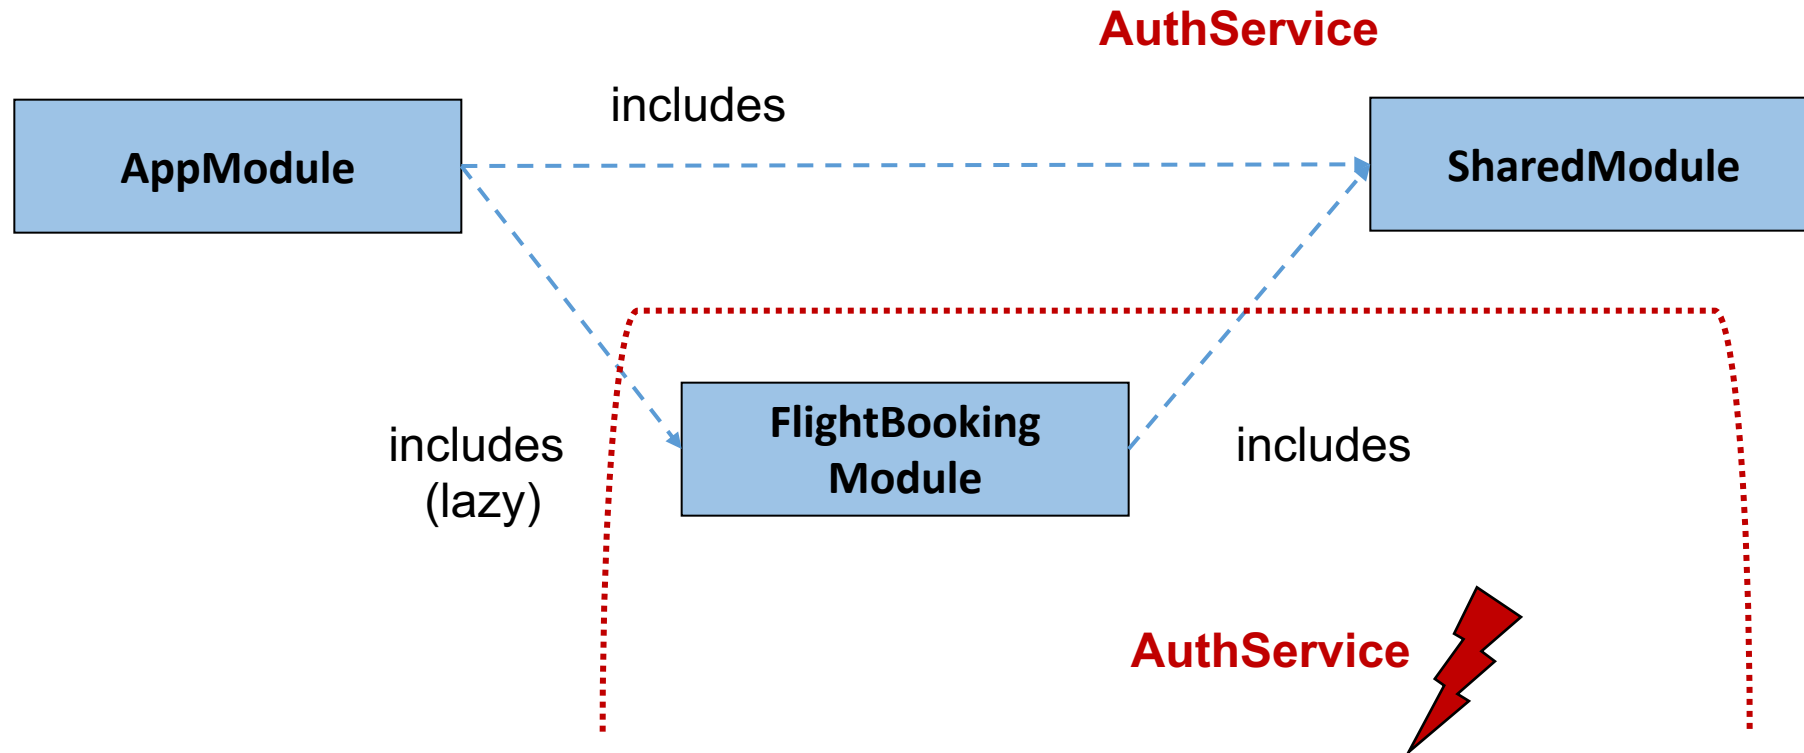 AuthService
includes
AppModule
SharedModule
FlightBooking
Module
includes
(lazy)
includes
AuthService